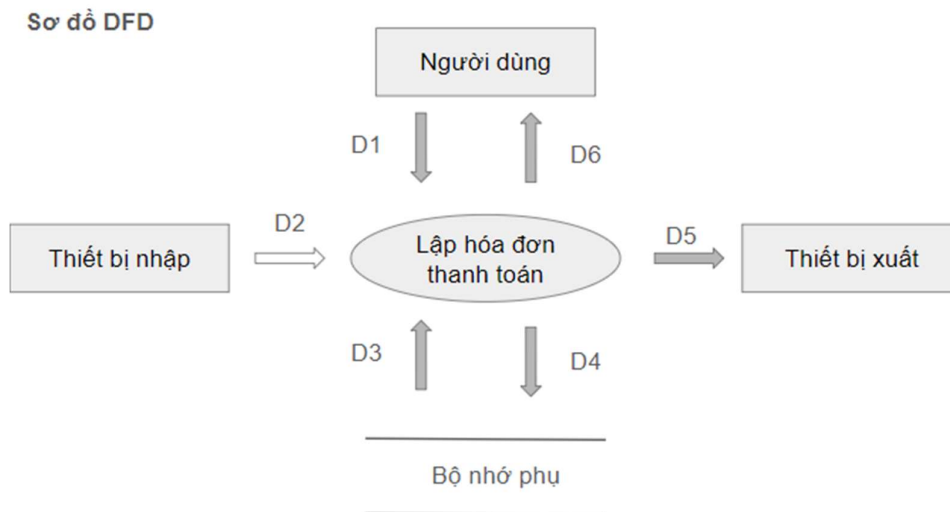 Sơ đồ DFD
Người dùng
D1
D6
D2
Thiết bị nhập
Lập hóa đơn
thanh toán
D5
Thiết bị xuất
D3
D4
Bộ nhớ phụ